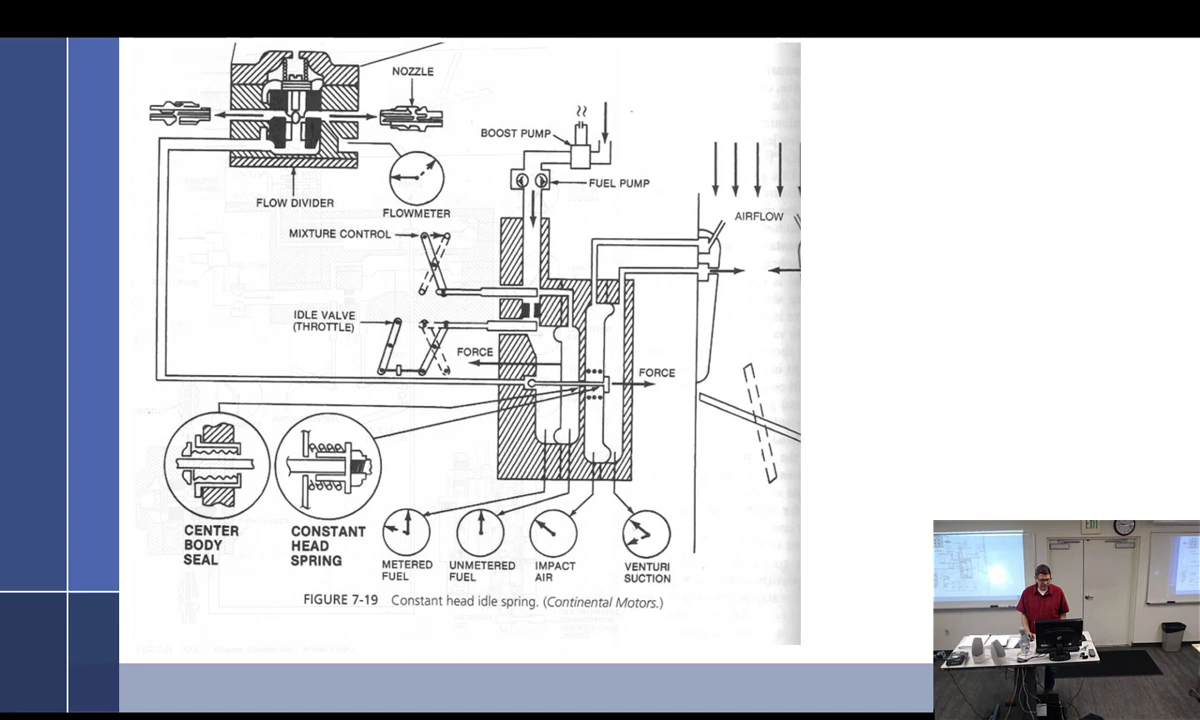 NOZZLE
BOOST PUMP
FUEL PUMP
FLOW DIVIDER
FLOWMETER
AIRFLOW
MIXTURE CONTROL
IDLE VALVE
(THROTTLE)
FORCE
FORCE
CENTER
BODY
SEAL
CONSTANT
HEAD
SPRING
METERED
FUEL
UNMETERED
FUEL
IMPACT
AIR
VENTURI
SUCTION
FIGURE 7-19 Constant head idle spring. (Continental Motors.)
EXIT